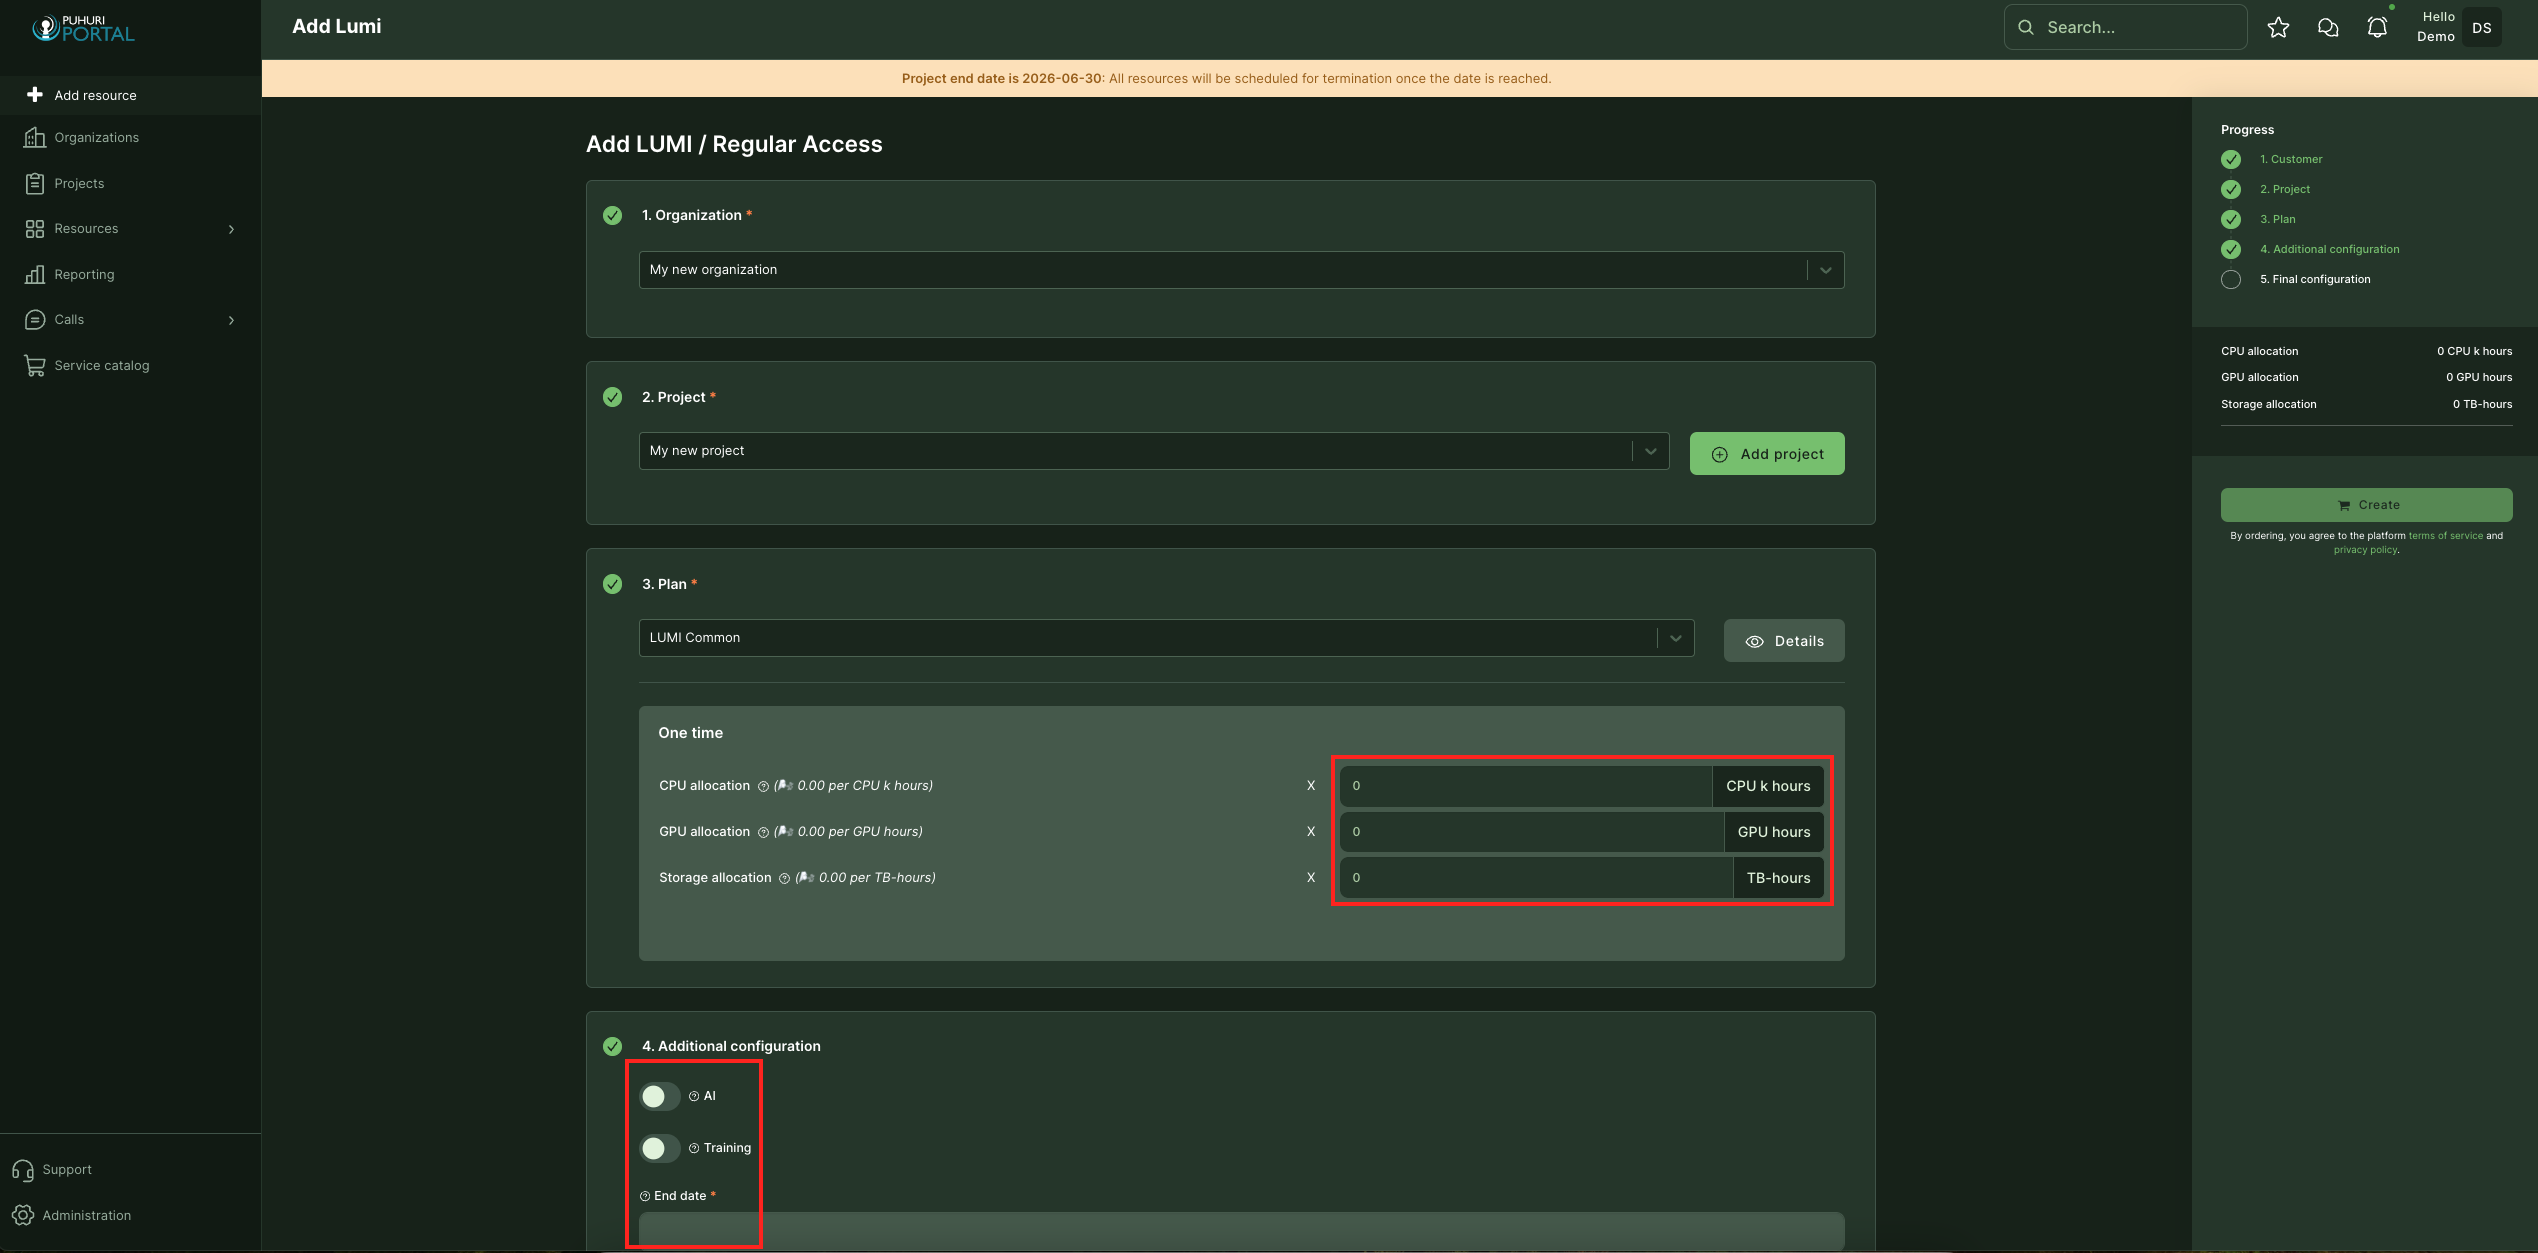 PUHURI
PORTAL
Add Lumi
Search...
Hello
Demo
DS
Add resource
Organizations
Projects
Resources
Reporting
Calls
Service catalog
Support
Administration
Project end date is 2026-06-30: All resources will be scheduled for termination once the date is reached.
Add LUMI / Regular Access
1. Organization *
My new organization
2. Project *
My new project
Add project
3. Plan *
LUMI Common
Details
One time
CPU allocation (0.00 per CPU k hours) X 0 CPU k hours
GPU allocation (0.00 per GPU hours) X 0 GPU hours
Storage allocation (0.00 per TB-hours) X 0 TB-hours
4. Additional configuration
AI
Training
End date *
Progress
1. Customer
2. Project
3. Plan
4. Additional configuration
5. Final configuration
CPU allocation 0 CPU k hours
GPU allocation 0 GPU hours
Storage allocation 0 TB-hours
Create
By ordering, you agree to the platform terms of service and
privacy policy.